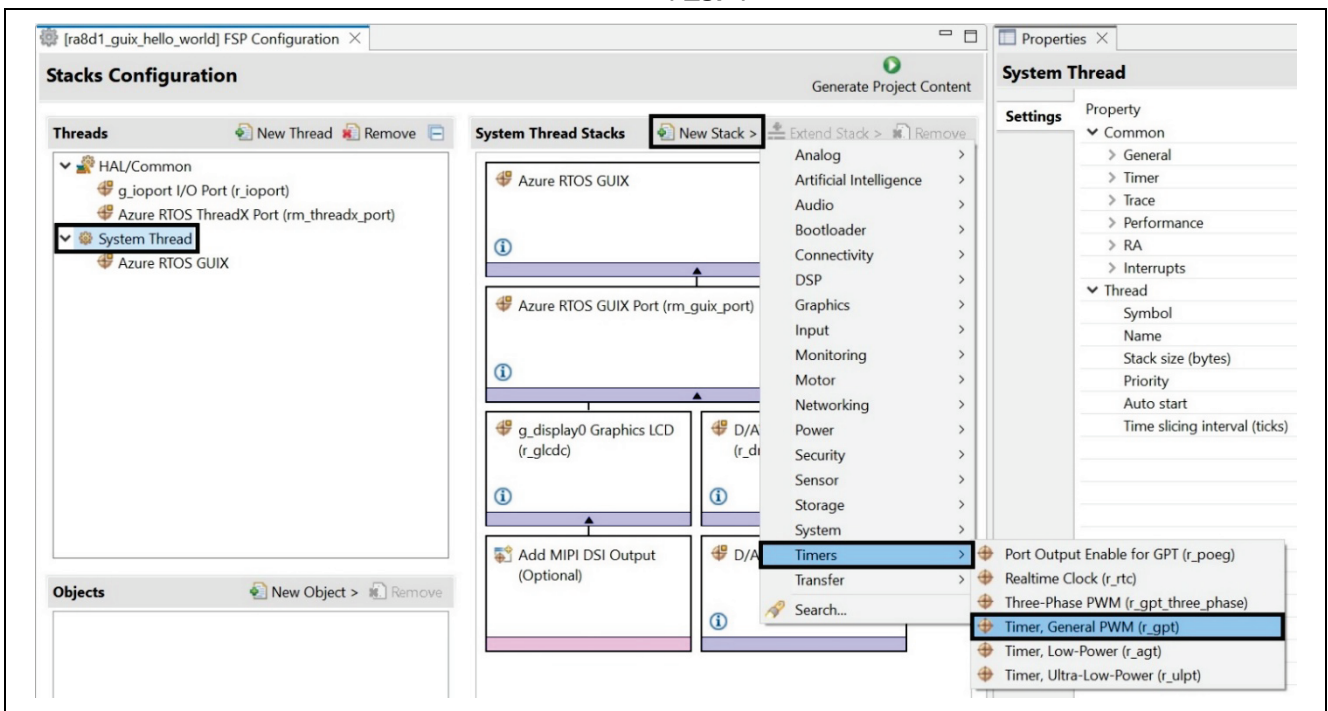 [ra8d1_guix_hello_world] FSP Configuration
Stacks Configuration
Generate Project Content
Threads
New Thread
Remove
HAL/Common
g_ioport I/O Port (r_ioport)
Azure RTOS ThreadX Port (rm_threadx_port)
System Thread
Azure RTOS GUIX
Objects
New Object >
Remove
System Thread Stacks
New Stack >
Extend Stack >
Remove
Azure RTOS GUIX
Azure RTOS GUIX Port (rm_guix_port)
g_display0 Graphics LCD
(r_glcdc)
D/A
(r_d
Add MIPI DSI Output
(Optional)
D/A
Analog >
Artificial Intelligence >
Audio >
Bootloader >
Connectivity >
DSP >
Graphics >
Input >
Monitoring >
Motor >
Networking >
Power >
Security >
Sensor >
Storage >
System >
Timers >
Transfer >
Search...
Port Output Enable for GPT (r_poeg)
Realtime Clock (r_rtc)
Three-Phase PWM (r_gpt_three_phase)
Timer, General PWM (r_gpt)
Timer, Low-Power (r_agt)
Timer, Ultra-Low-Power (r_ulpt)
Properties
System Thread
Settings
Property
Common
> General
> Timer
> Trace
> Performance
> RA
> Interrupts
Thread
Symbol
Name
Stack size (bytes)
Priority
Auto start
Time slicing interval (ticks)